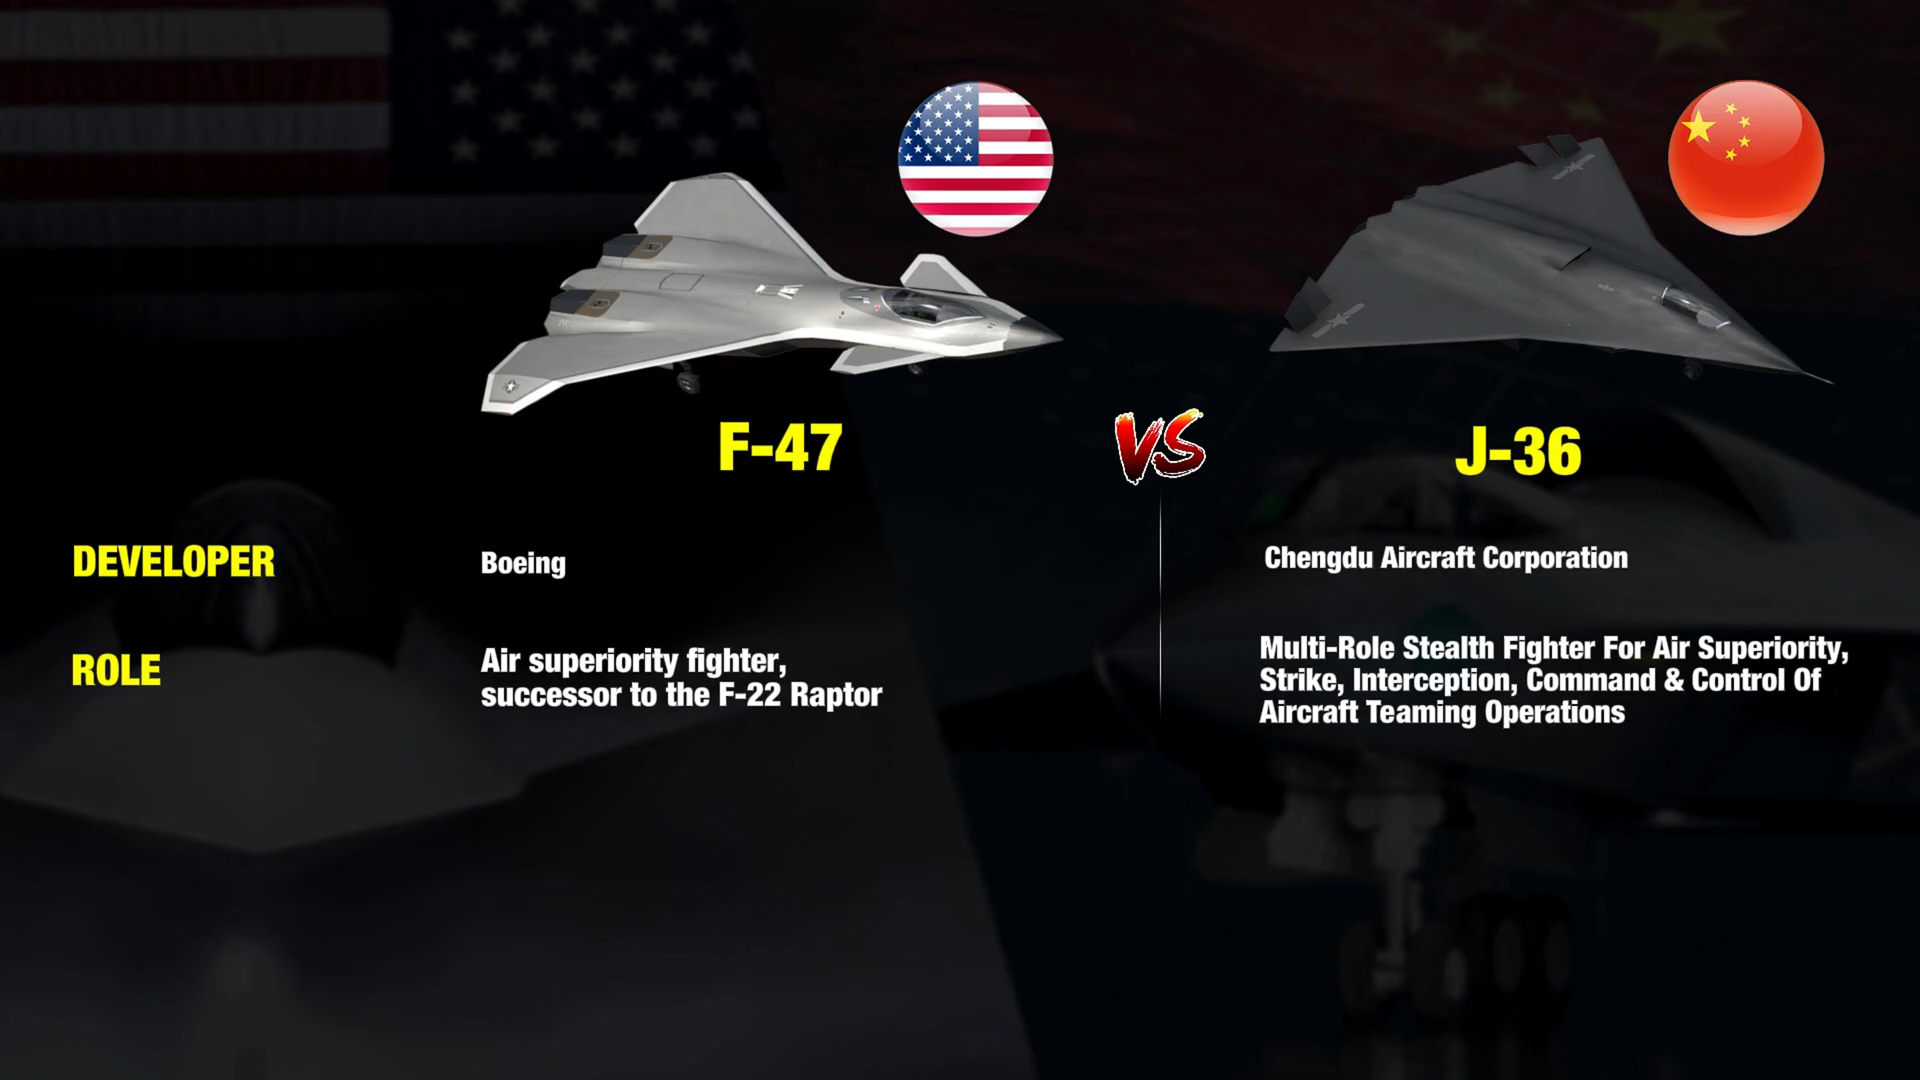 F-47
VS
J-36
DEVELOPER
Boeing
Chengdu Aircraft Corporation
ROLE
Air superiority fighter,
successor to the F-22 Raptor
Multi-Role Stealth Fighter For Air Superiority,
Strike, Interception, Command & Control Of
Aircraft Teaming Operations